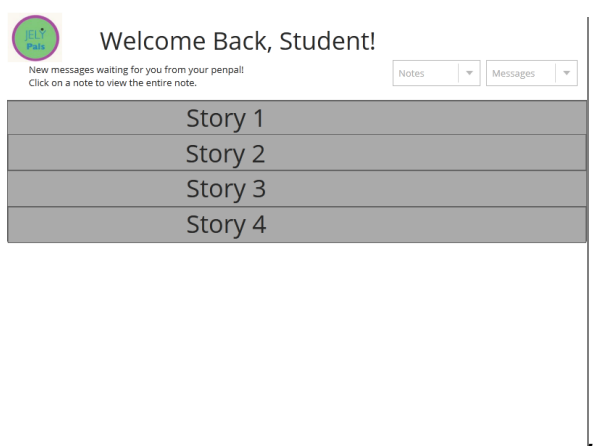 JELY
Pals
Welcome Back, Student!
New messages waiting for you from your penpal!
Click on a note to view the entire note.
Notes
Messages
Story 1
Story 2
Story 3
Story 4